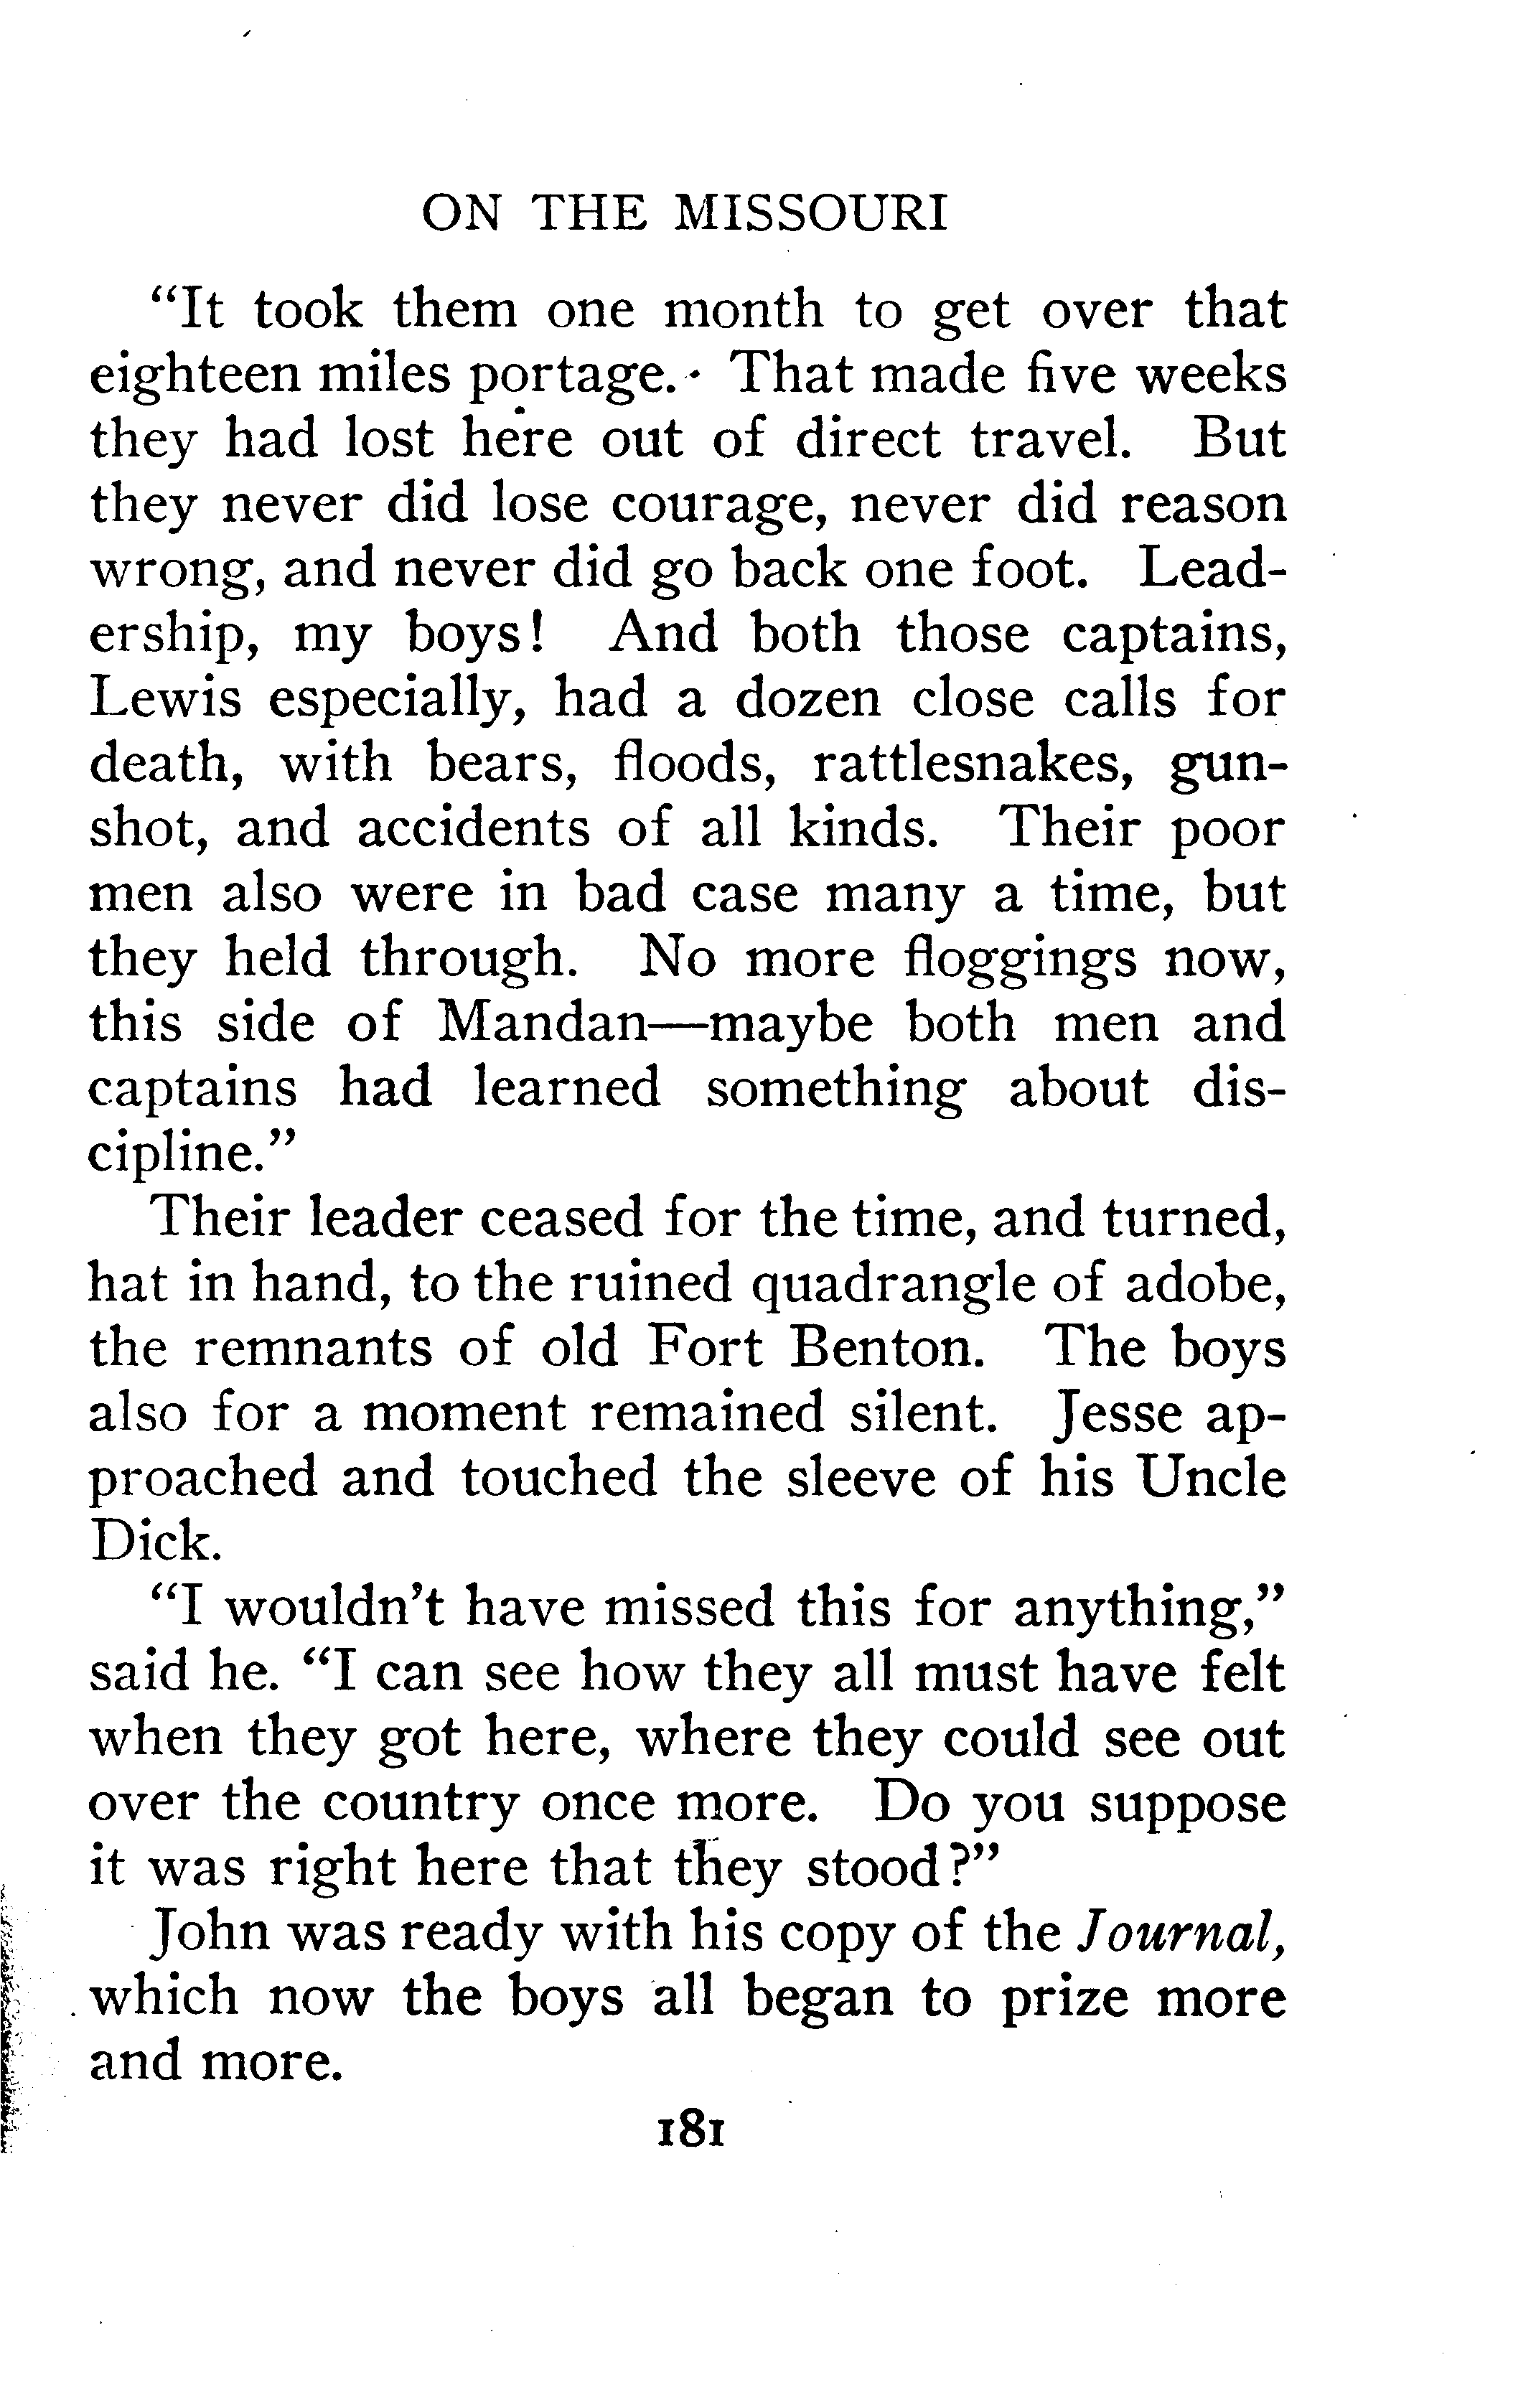 ON THE MISSOURI
“It took them one month to get over that
eighteen miles portage. That made five weeks
they had lost here out of direct travel. But
they never did lose courage, never did reason
wrong, and never did go back one foot. Lead-
ership, my boys! And both those captains,
Lewis especially, had a dozen close calls for
death, with bears, floods, rattlesnakes, gun-
shot, and accidents of all kinds. Their poor
men also were in bad case many a time, but
they held through. No more floggings now,
this side of Mandan—maybe both men and
captains had learned something about dis-
cipline.”
Their leader ceased for the time, and turned,
hat in hand, to the ruined quadrangle of adobe,
the remnants of old Fort Benton. The boys
also for a moment remained silent. Jesse ap-
proached and touched the sleeve of his Uncle
Dick.
“I wouldn’t have missed this for anything,”
said he. “I can see how they all must have felt
when they got here, where they could see out
over the country once more. Do you suppose
it was right here that they stood?”
John was ready with his copy of the Journal,
which now the boys all began to prize more
and more.
181